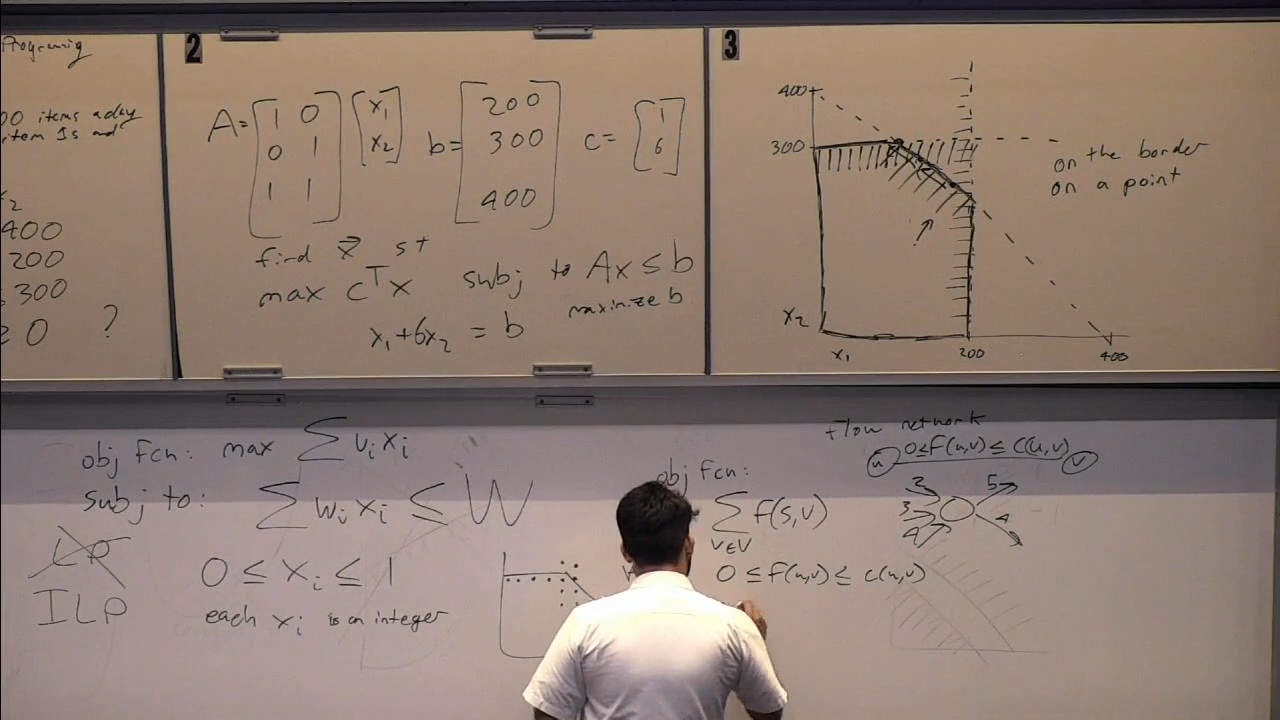 Programig
00 items a day
item 1s and
x2
400
200
300
≥ 0 ?
2
A= [1 0; 0 1; 1 1] [x1; x2] b= [200; 300; 400] c= [1; 6]
find x⃗ st
max cᵀx subj to Ax ≤ b
maximize b
x1+6x2 = b
3
400
300
on the border
on a point
x2
x1
200
400
obj fcn: max Σ vi xi
subj to: Σ wi xi ≤ W
LP
0 ≤ xi ≤ 1
ILP
each xi is an integer
obj fcn:
Σ f(s,v)
v∈V
0 ≤ f(u,v) ≤ c(u,v)
Flow network
u 0≤f(u,v) ≤ c(u,v) v
2
3
4
5
4